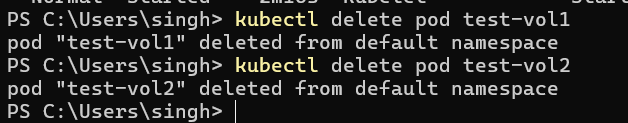 PS C:\Users\singh> kubectl delete pod test-vol1
pod "test-vol1" deleted from default namespace
PS C:\Users\singh> kubectl delete pod test-vol2
pod "test-vol2" deleted from default namespace
PS C:\Users\singh>